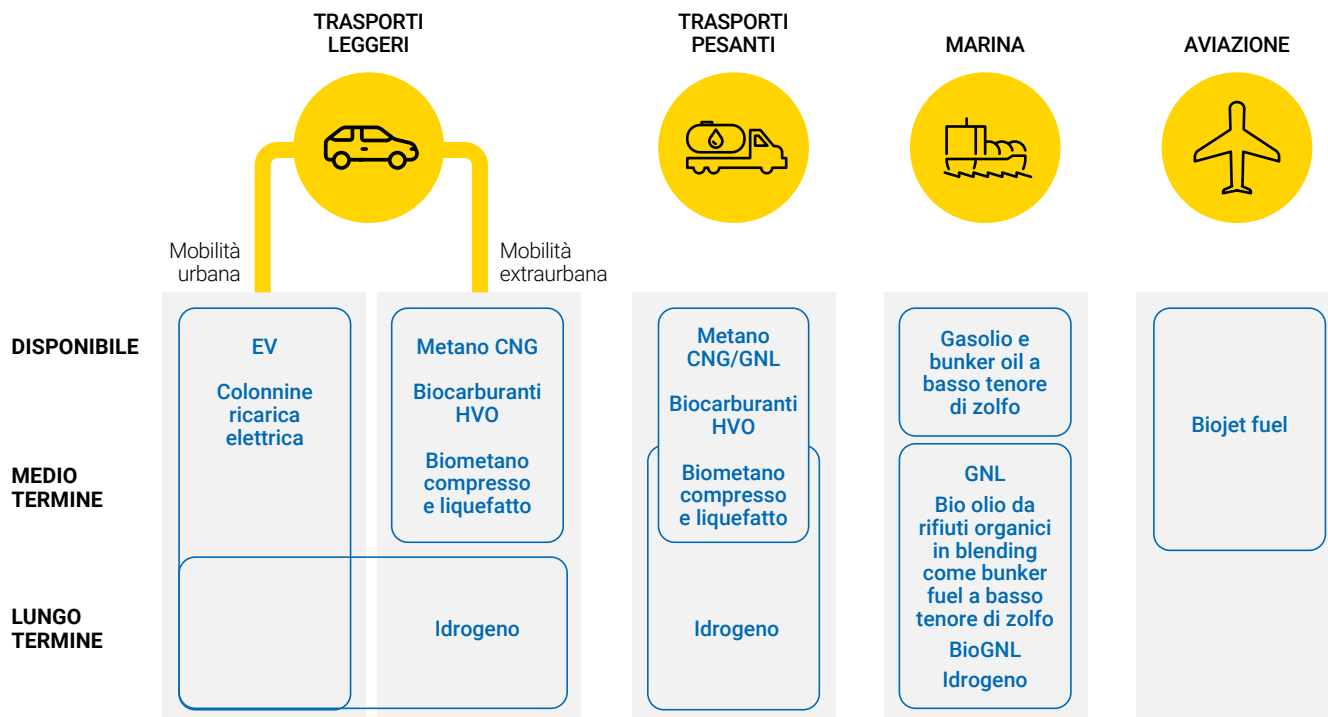 TRASPORTI
LEGGERI
TRASPORTI
PESANTI
MARINA
AVIAZIONE
Mobilità
urbana
Mobilità
extraurbana
DISPONIBILE
EV
Colonnine
ricarica
elettrica
Metano CNG
Biocarburanti
HVO
Biometano
compresso
e liquefatto
Metano
CNG/GNL
Biocarburanti
HVO
Biometano
compresso
e liquefatto
Gasolio e
bunker oil a
basso tenore
di zolfo
Biojet fuel
MEDIO
TERMINE
GNL
Bio olio da
rifiuti organici
in blending
come bunker
fuel a basso
tenore di zolfo
BioGNL
Idrogeno
LUNGO
TERMINE
Idrogeno
Idrogeno